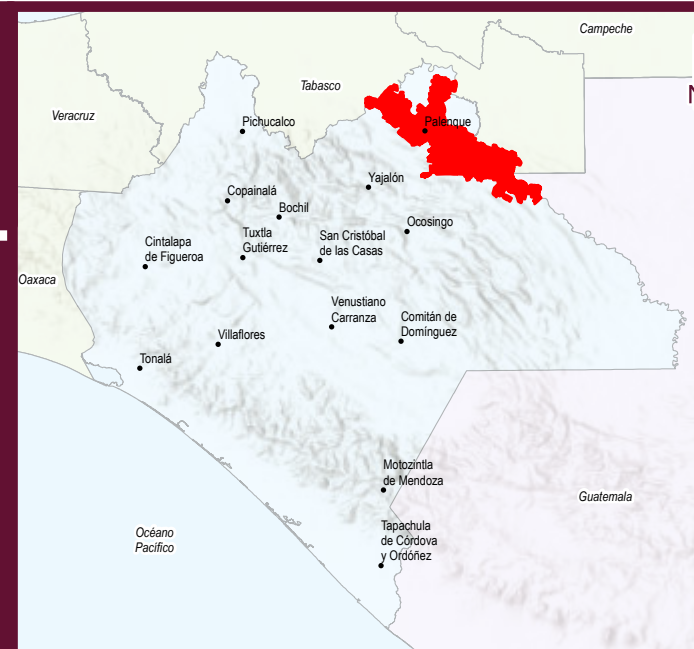 Campeche
Tabasco
N
Veracruz
Pichucalco
Palenque
Yajalón
Copainalá
Bochil
Ocosingo
Cintalapa
de Figueroa
Tuxtla
Gutiérrez
San Cristóbal
de las Casas
Oaxaca
Venustiano
Carranza
Comitán de
Domínguez
Villaflores
Tonalá
Motozintla
de Mendoza
Guatemala
Océano
Pacífico
Tapachula
de Córdova
y Ordóñez